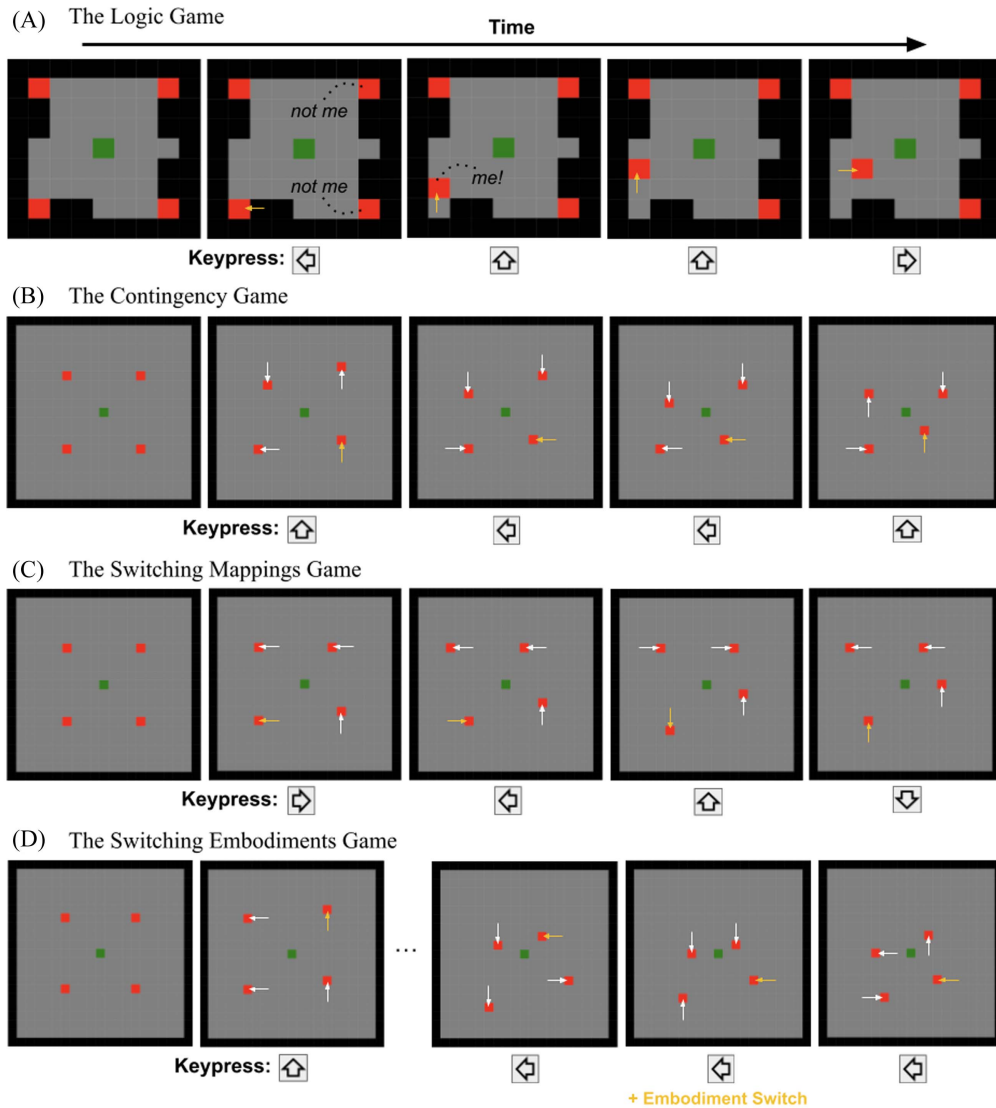 (A) The Logic Game
Time
not me
not me
me!
Keypress:
(B) The Contingency Game
Keypress:
(C) The Switching Mappings Game
Keypress:
(D) The Switching Embodiments Game
...
Keypress:
+ Embodiment Switch